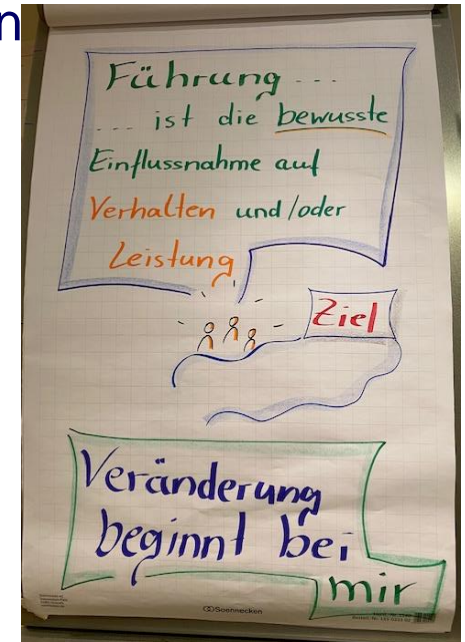 n
Führung ...
... ist die bewusste
Einflussnahme auf
Verhalten und/oder
Leistung
Ziel
Veränderung
beginnt bei
mir
Soennecken